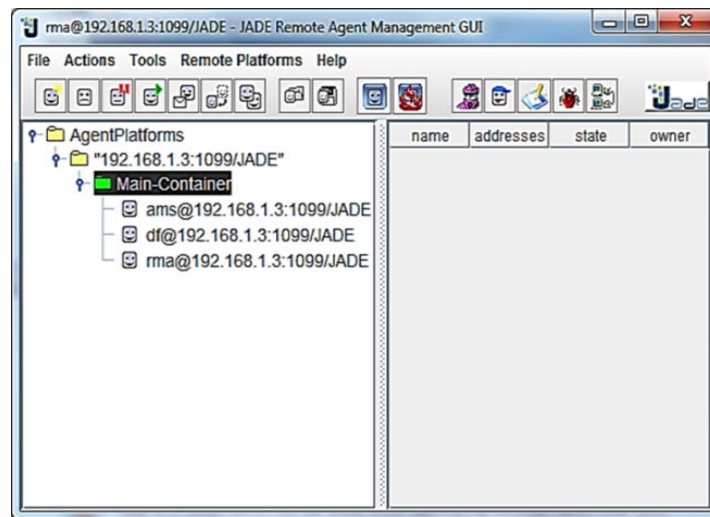 rma@192.168.1.3:1099/JADE - JADE Remote Agent Management GUI
File Actions Tools Remote Platforms Help
Jade
AgentPlatforms
"192.168.1.3:1099/JADE"
Main-Container
ams@192.168.1.3:1099/JADE
df@192.168.1.3:1099/JADE
rma@192.168.1.3:1099/JADE
name addresses state owner